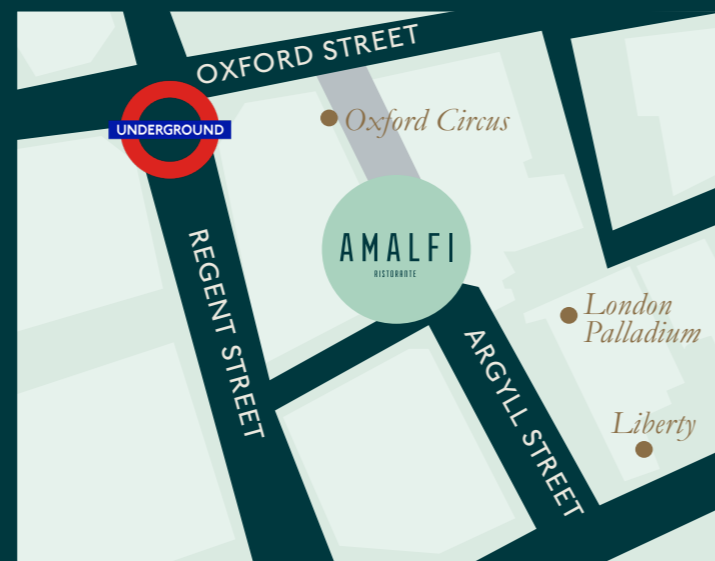 OXFORD STREET
UNDERGROUND
Oxford Circus
AMALFI
RISTORANTE
REGENT STREET
London
Palladium
ARGYLL STREET
Liberty